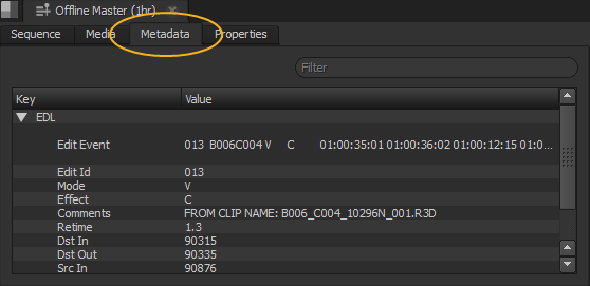 Offline Master (1hr)
Sequence Media Metadata Properties
Filter
Key Value
EDL
Edit Event 013 B006C004 V C 01:00:35:01 01:00:36:02 01:00:12:15 01:0...
Edit Id 013
Mode V
Effect C
Comments FROM CLIP NAME: B006_C004_10296N_001.R3D
Retime 1.3
Dst In 90315
Dst Out 90335
Src In 90876